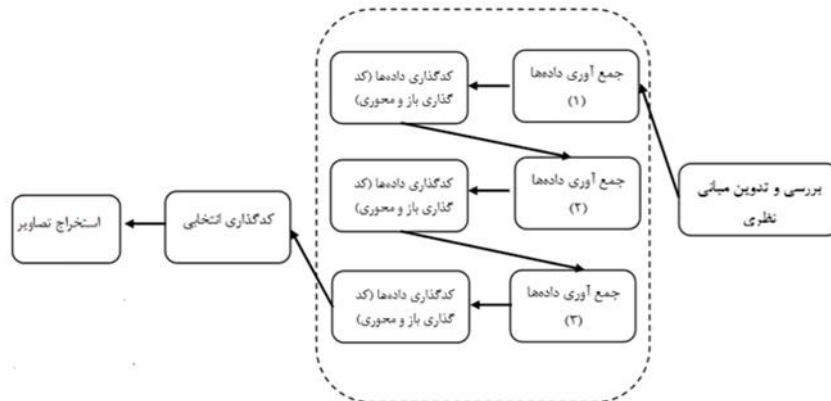 بررسی و تدوین مبانی
نظری
جمع آوری داده‌ها
(۱)
کدگذاری داده‌ها (کد
گذاری باز و محوری)
جمع آوری داده‌ها
(۲)
کدگذاری داده‌ها (کد
گذاری باز و محوری)
جمع آوری داده‌ها
(۳)
کدگذاری داده‌ها (کد
گذاری باز و محوری)
کدگذاری انتخابی
استخراج تصاویر